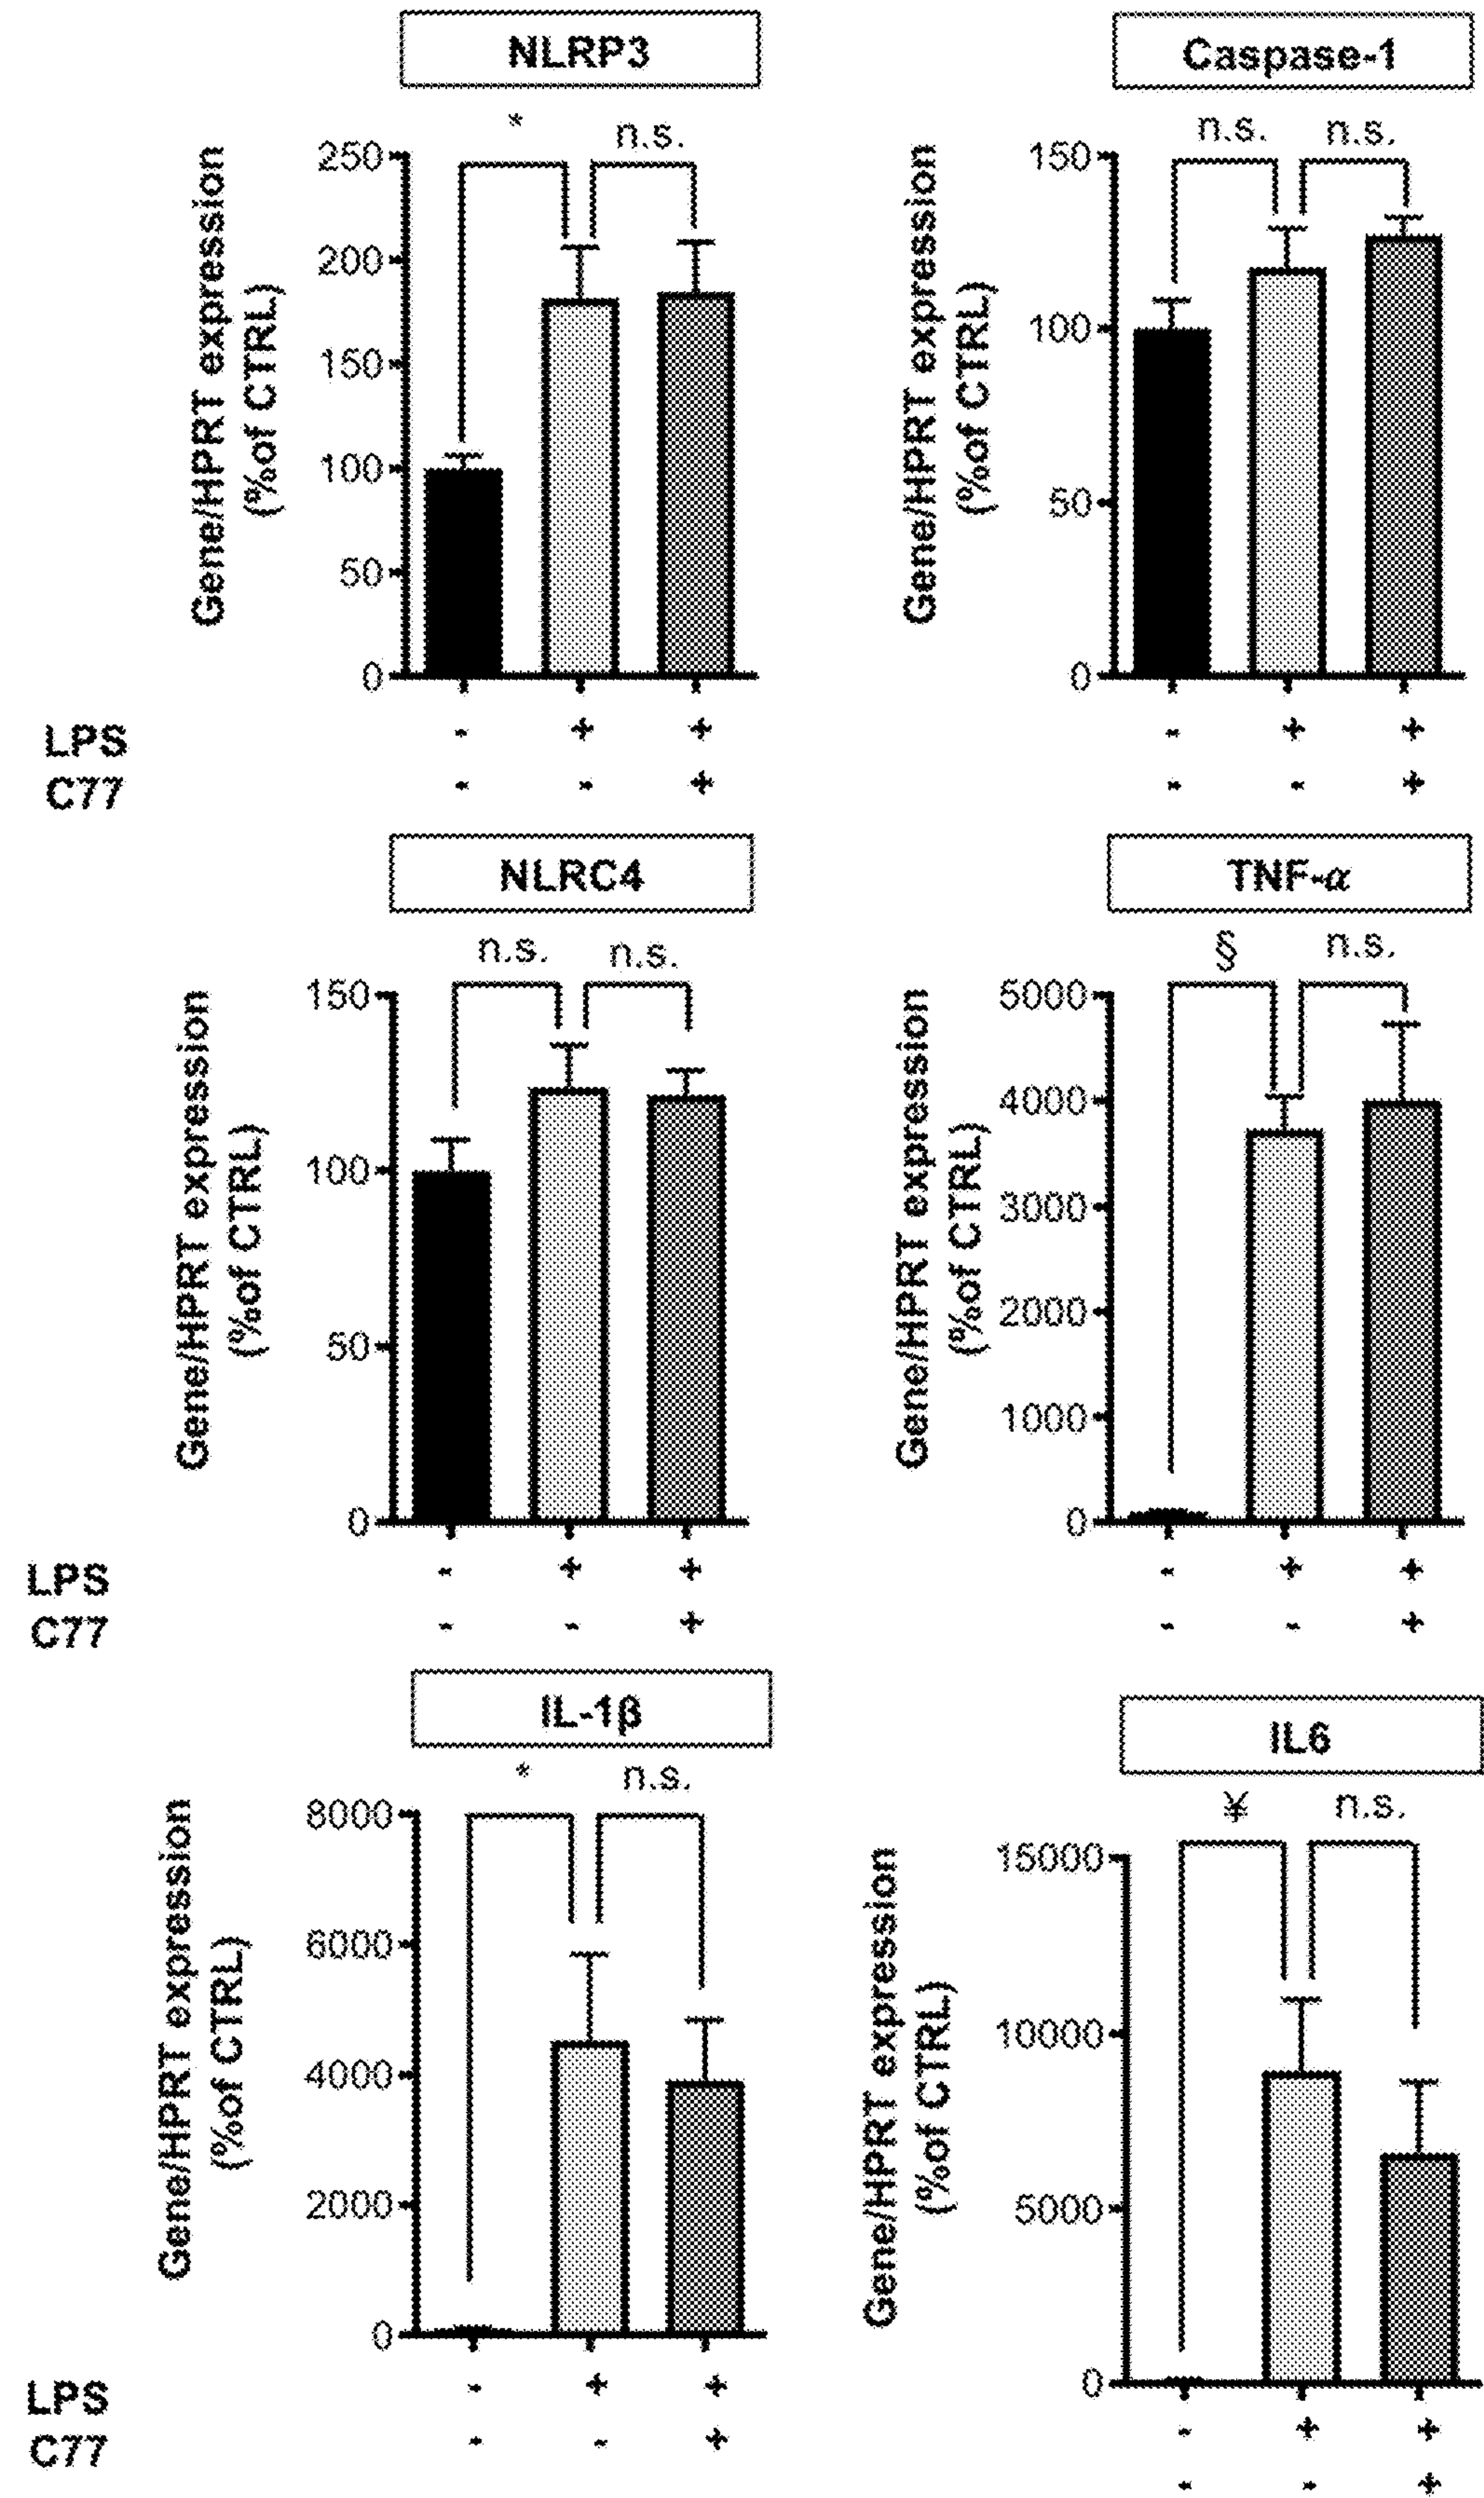 NLRP3
Caspase-1
* n.s.
n.s. n.s.
Gene/HPRT expression
(%of CTRL)
250
200
150
100
50
0
Gene/HPRT expression
(%of CTRL)
150
100
50
0
LPS - + + - + +
C77 - - + - - +
NLRC4
TNF-α
n.s. n.s.
§ n.s.
Gene/HPRT expression
(%of CTRL)
150
100
50
0
Gene/HPRT expression
(%of CTRL)
5000
4000
3000
2000
1000
0
LPS - + + - + +
C77 - - + - - +
IL-1β
IL6
* n.s.
¥ n.s.
Gene/HPRT expression
(%of CTRL)
8000
6000
4000
2000
0
Gene/HPRT expression
(%of CTRL)
15000
10000
5000
0
LPS - + + - + +
C77 - - + - - +